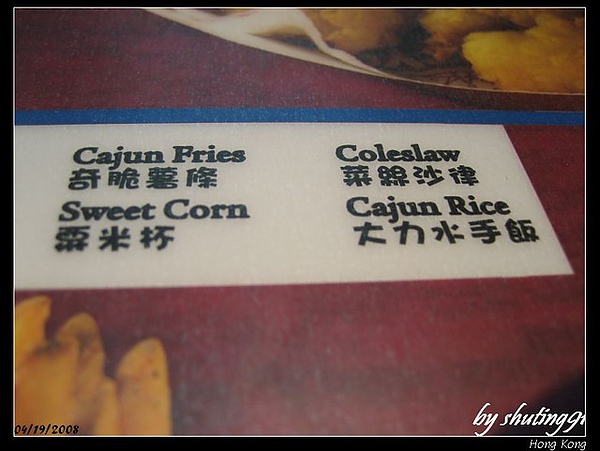 Cajun Fries
奇脆薯條
Sweet Corn
粟米杯
Coleslaw
菜絲沙律
Cajun Rice
大力水手飯
04/19/2008
by shuting91
Hong Kong